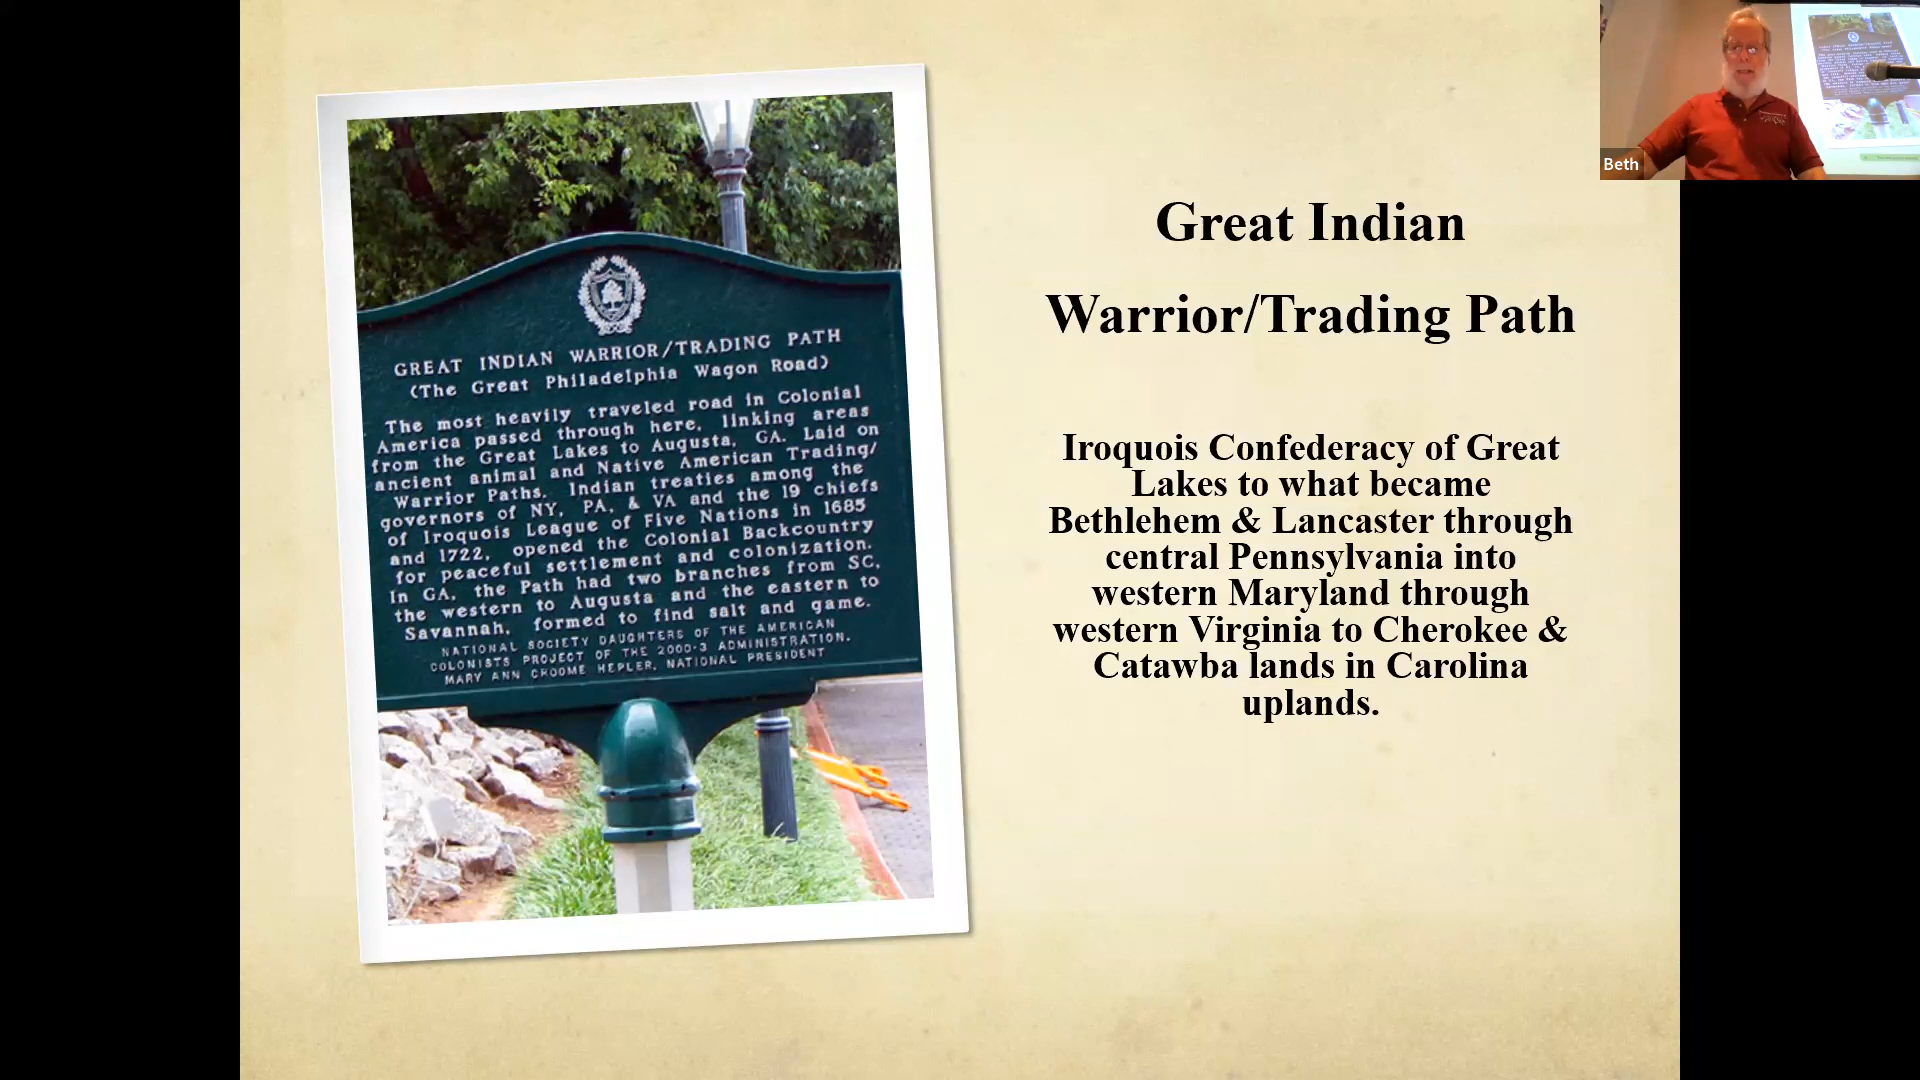 GREAT INDIAN WARRIOR/TRADING PATH
(The Great Philadelphia Wagon Road)
The most heavily traveled road in Colonial
America passed through here, linking areas
from the Great Lakes to Augusta, GA. Laid on
ancient animal and Native American Trading/
Warrior Paths. Indian treaties among the
governors of NY, PA, & VA and the 19 chiefs
of Iroquois League of Five Nations in 1685
and 1722, opened the Colonial Backcountry
for peaceful settlement and colonization.
In GA, the Path had two branches from SC,
the western to Augusta and the eastern to
Savannah, formed to find salt and game.
NATIONAL SOCIETY DAUGHTERS OF THE AMERICAN
COLONISTS PROJECT OF THE 2000-3 ADMINISTRATION.
MARY ANN CROOME HEPLER, NATIONAL PRESIDENT
Great Indian
Warrior/Trading Path
Iroquois Confederacy of Great
Lakes to what became
Bethlehem & Lancaster through
central Pennsylvania into
western Maryland through
western Virginia to Cherokee &
Catawba lands in Carolina
uplands.
Beth